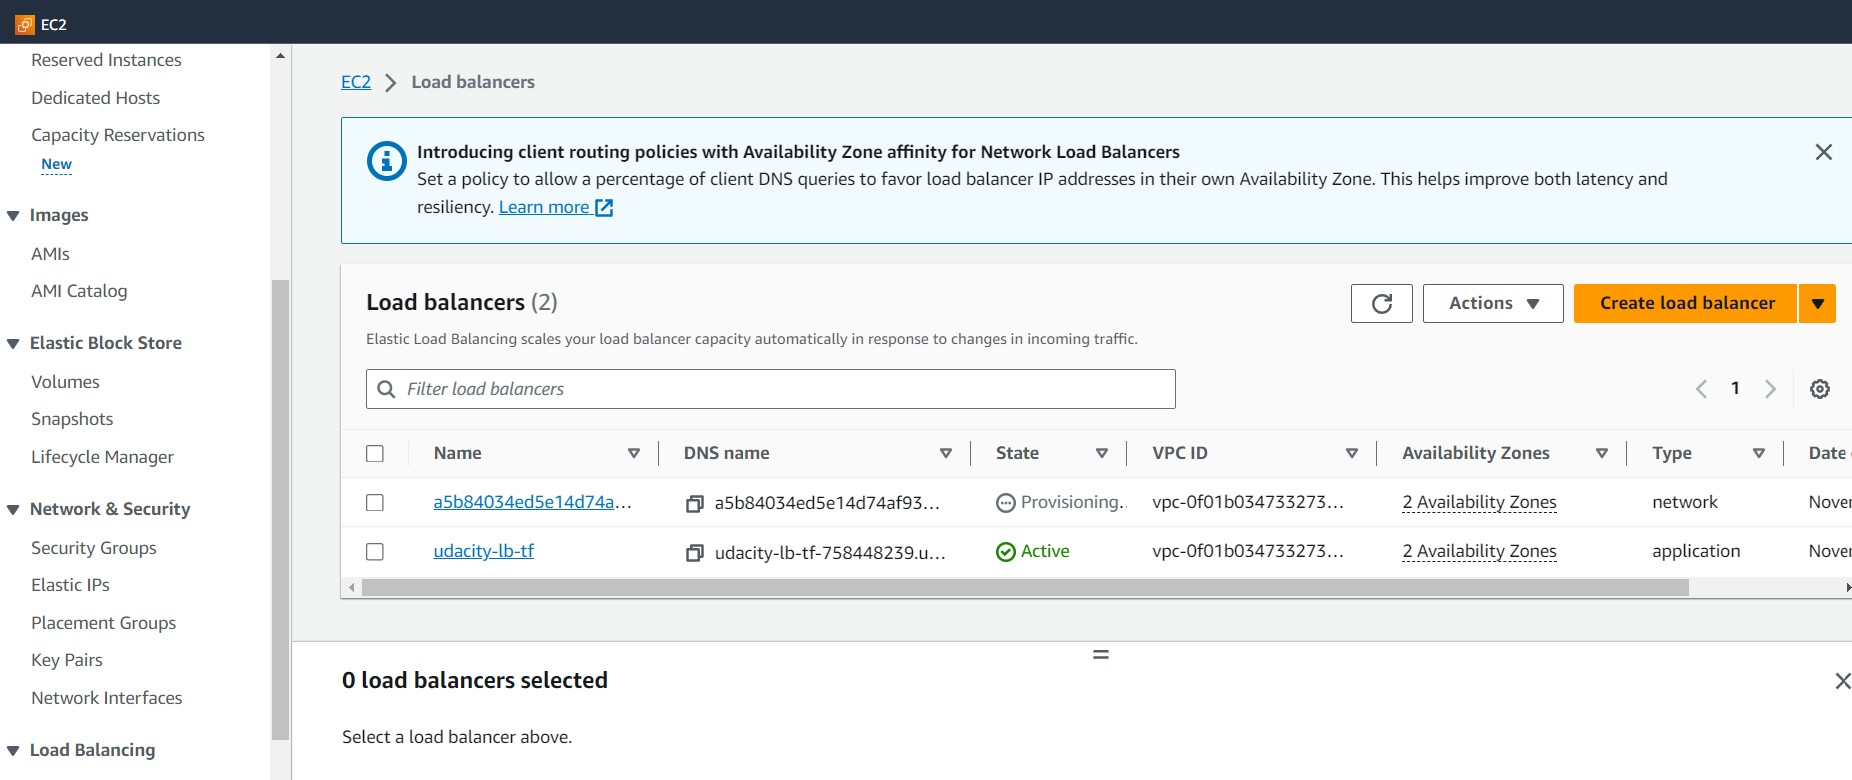 EC2
Reserved Instances
Dedicated Hosts
Capacity Reservations
New
Images
AMIs
AMI Catalog
Elastic Block Store
Volumes
Snapshots
Lifecycle Manager
Network & Security
Security Groups
Elastic IPs
Placement Groups
Key Pairs
Network Interfaces
Load Balancing
EC2 Load balancers
Introducing client routing policies with Availability Zone affinity for Network Load Balancers
Set a policy to allow a percentage of client DNS queries to favor load balancer IP addresses in their own Availability Zone. This helps improve both latency and
resiliency. Learn more
Load balancers (2)
Actions
Create load balancer
Elastic Load Balancing scales your load balancer capacity automatically in response to changes in incoming traffic.
Filter load balancers
1
Name DNS name State VPC ID Availability Zones Type Date
a5b84034ed5e14d74a... a5b84034ed5e14d74af93... Provisioning.. vpc-0f01b034733273... 2 Availability Zones network Nover
udacity-lb-tf udacity-lb-tf-758448239.u... Active vpc-0f01b034733273... 2 Availability Zones application Nover
0 load balancers selected
Select a load balancer above.